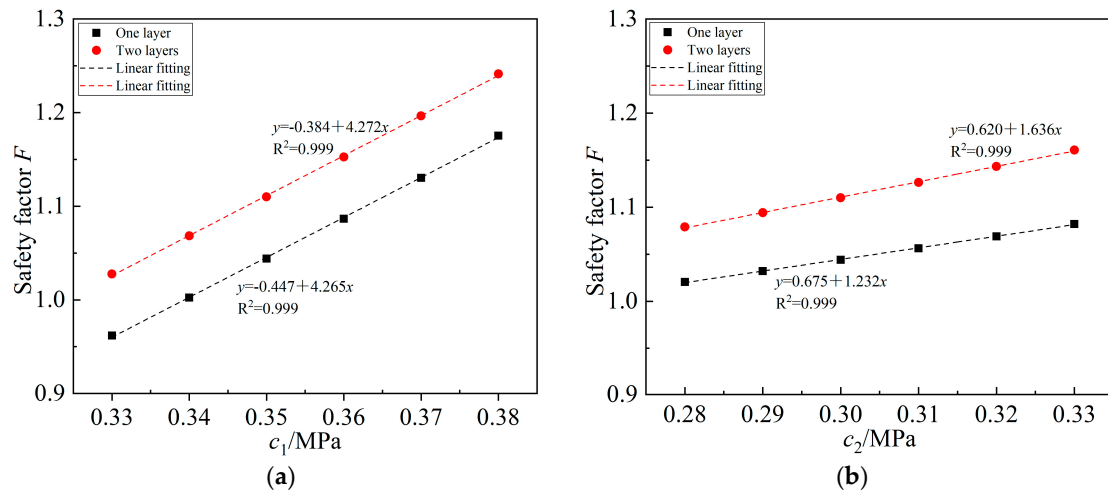 1.3
1.2
1.1
1.0
0.9
Safety factor F
One layer
Two layers
Linear fitting
Linear fitting
y=-0.384+4.272x
R²=0.999
y=-0.447+4.265x
R²=0.999
0.33 0.34 0.35 0.36 0.37 0.38
c₁/MPa
(a)
1.3
1.2
1.1
1.0
0.9
Safety factor F
One layer
Two layers
Linear fitting
Linear fitting
y=0.620+1.636x
R²=0.999
y=0.675+1.232x
R²=0.999
0.28 0.29 0.30 0.31 0.32 0.33
c₂/MPa
(b)